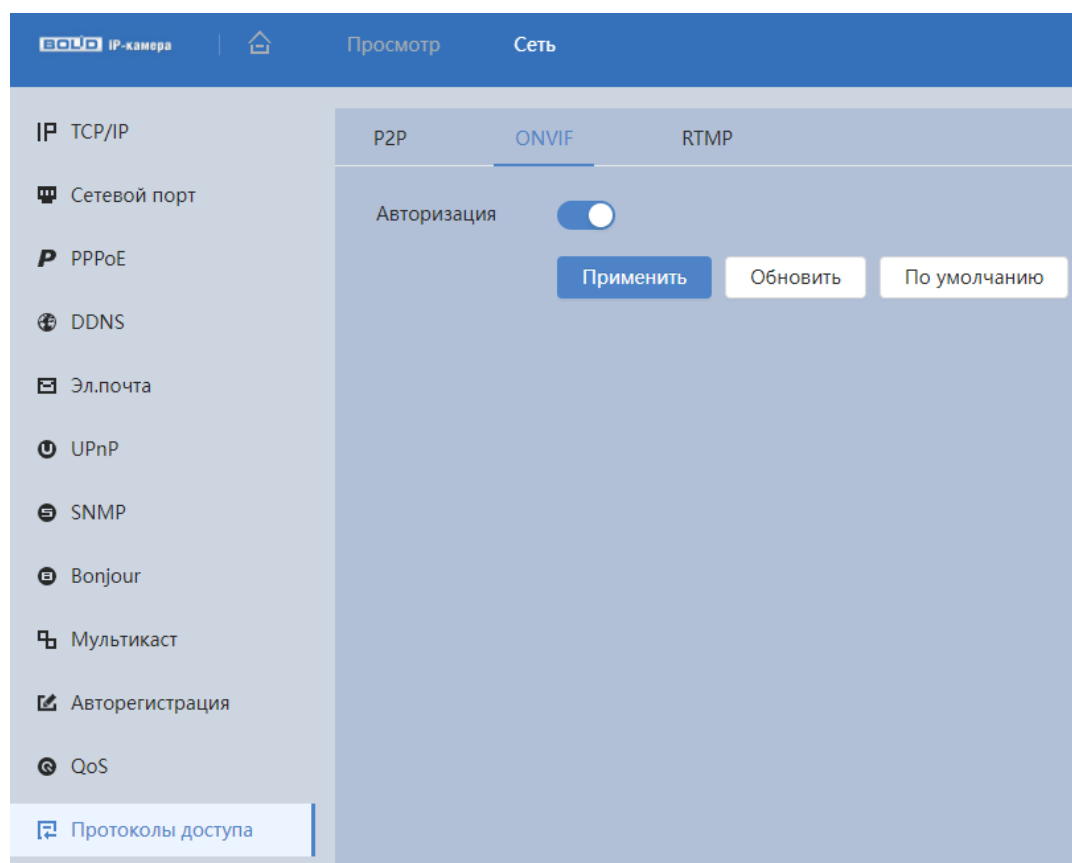 BOLID IP-камера
Просмотр
Сеть
IP TCP/IP
Сетевой порт
PPPoE
DDNS
Эл.почта
UPnP
SNMP
Bonjour
Мультикаст
Авторегистрация
QoS
Протоколы доступа
P2P
ONVIF
RTMP
Авторизация
Применить
Обновить
По умолчанию